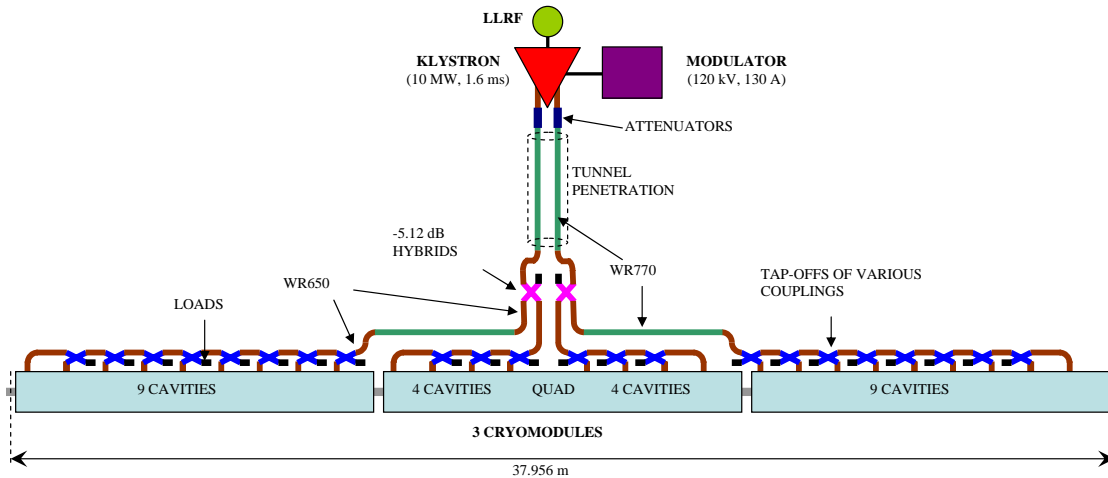 LLRF
KLYSTRON
(10 MW, 1.6 ms)
MODULATOR
(120 kV, 130 A)
ATTENUATORS
TUNNEL
PENETRATION
-5.12 dB
HYBRIDS
WR770
WR650
TAP-OFFS OF VARIOUS
COUPLINGS
LOADS
9 CAVITIES
4 CAVITIES
QUAD
4 CAVITIES
9 CAVITIES
3 CRYOMODULES
37.956 m